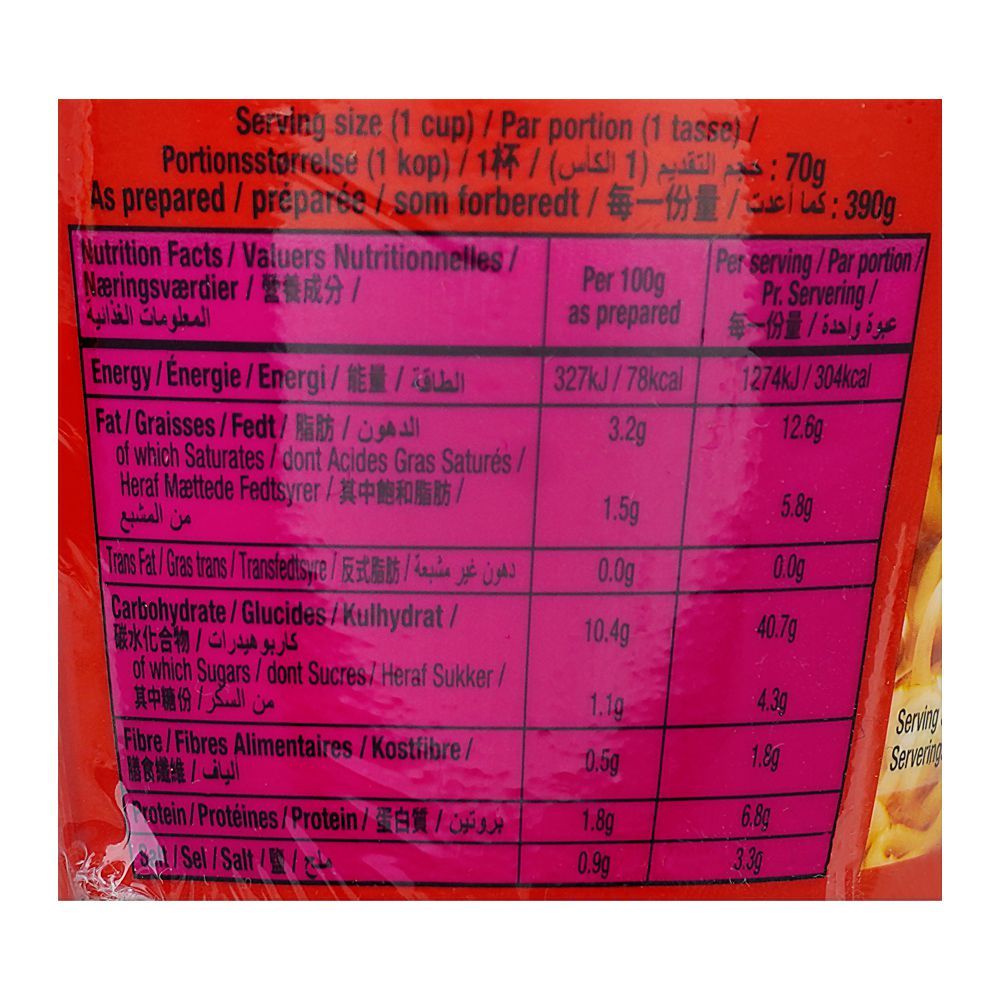 Serving size (1 cup) / Par portion (1 tasse) /
Portionsstørrelse (1 kop) / 1杯 / حجم التقديم (1 الكأس) : 70g
As prepared / préparée / som forberedt / 每一份量 / كما أعدت : 390g
Nutrition Facts / Valuers Nutritionnelles /
Næringsværdier / 營養成分 /
المعلومات الغذائية
Per 100g
as prepared
Per serving / Par portion /
Pr. Servering /
每一份量 / عبوة واحدة
Energy / Énergie / Energi / 能量 / الطاقة 327kJ / 78kcal 1274kJ / 304kcal
Fat / Graisses / Fedt / 脂肪 / الدهون 3.2g 12.6g
of which Saturates / dont Acides Gras Saturés /
Heraf Mættede Fedtsyrer / 其中飽和脂肪 /
من المشبع 1.5g 5.8g
Trans Fat / Gras trans / Transfedtsyre / 反式脂肪 / دهون غير مشبعة 0.0g 0.0g
Carbohydrate / Glucides / Kulhydrat /
碳水化合物 / كاربوهيدرات 10.4g 40.7g
of which Sugars / dont Sucres / Heraf Sukker /
其中糖份 / من السكر 1.1g 4.3g
Fibre / Fibres Alimentaires / Kostfibre /
膳食纖維 / ألياف 0.5g 1.8g
Protein / Protéines / Protein / 蛋白質 / بروتين 1.8g 6.8g
Salt / Sel / Salt / 鹽 / ملح 0.9g 3.3g
Serving
Servering